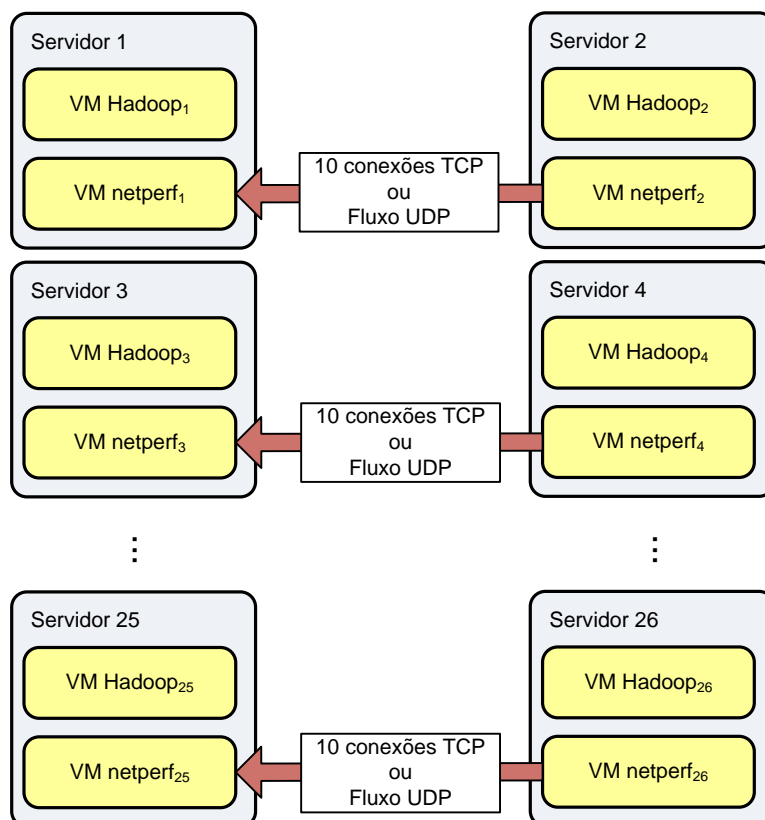 Servidor 1
VM Hadoop₁
VM netperf₁
10 conexões TCP
ou
Fluxo UDP
Servidor 2
VM Hadoop₂
VM netperf₂
Servidor 3
VM Hadoop₃
VM netperf₃
10 conexões TCP
ou
Fluxo UDP
Servidor 4
VM Hadoop₄
VM netperf₄
Servidor 25
VM Hadoop₂₅
VM netperf₂₅
10 conexões TCP
ou
Fluxo UDP
Servidor 26
VM Hadoop₂₆
VM netperf₂₆